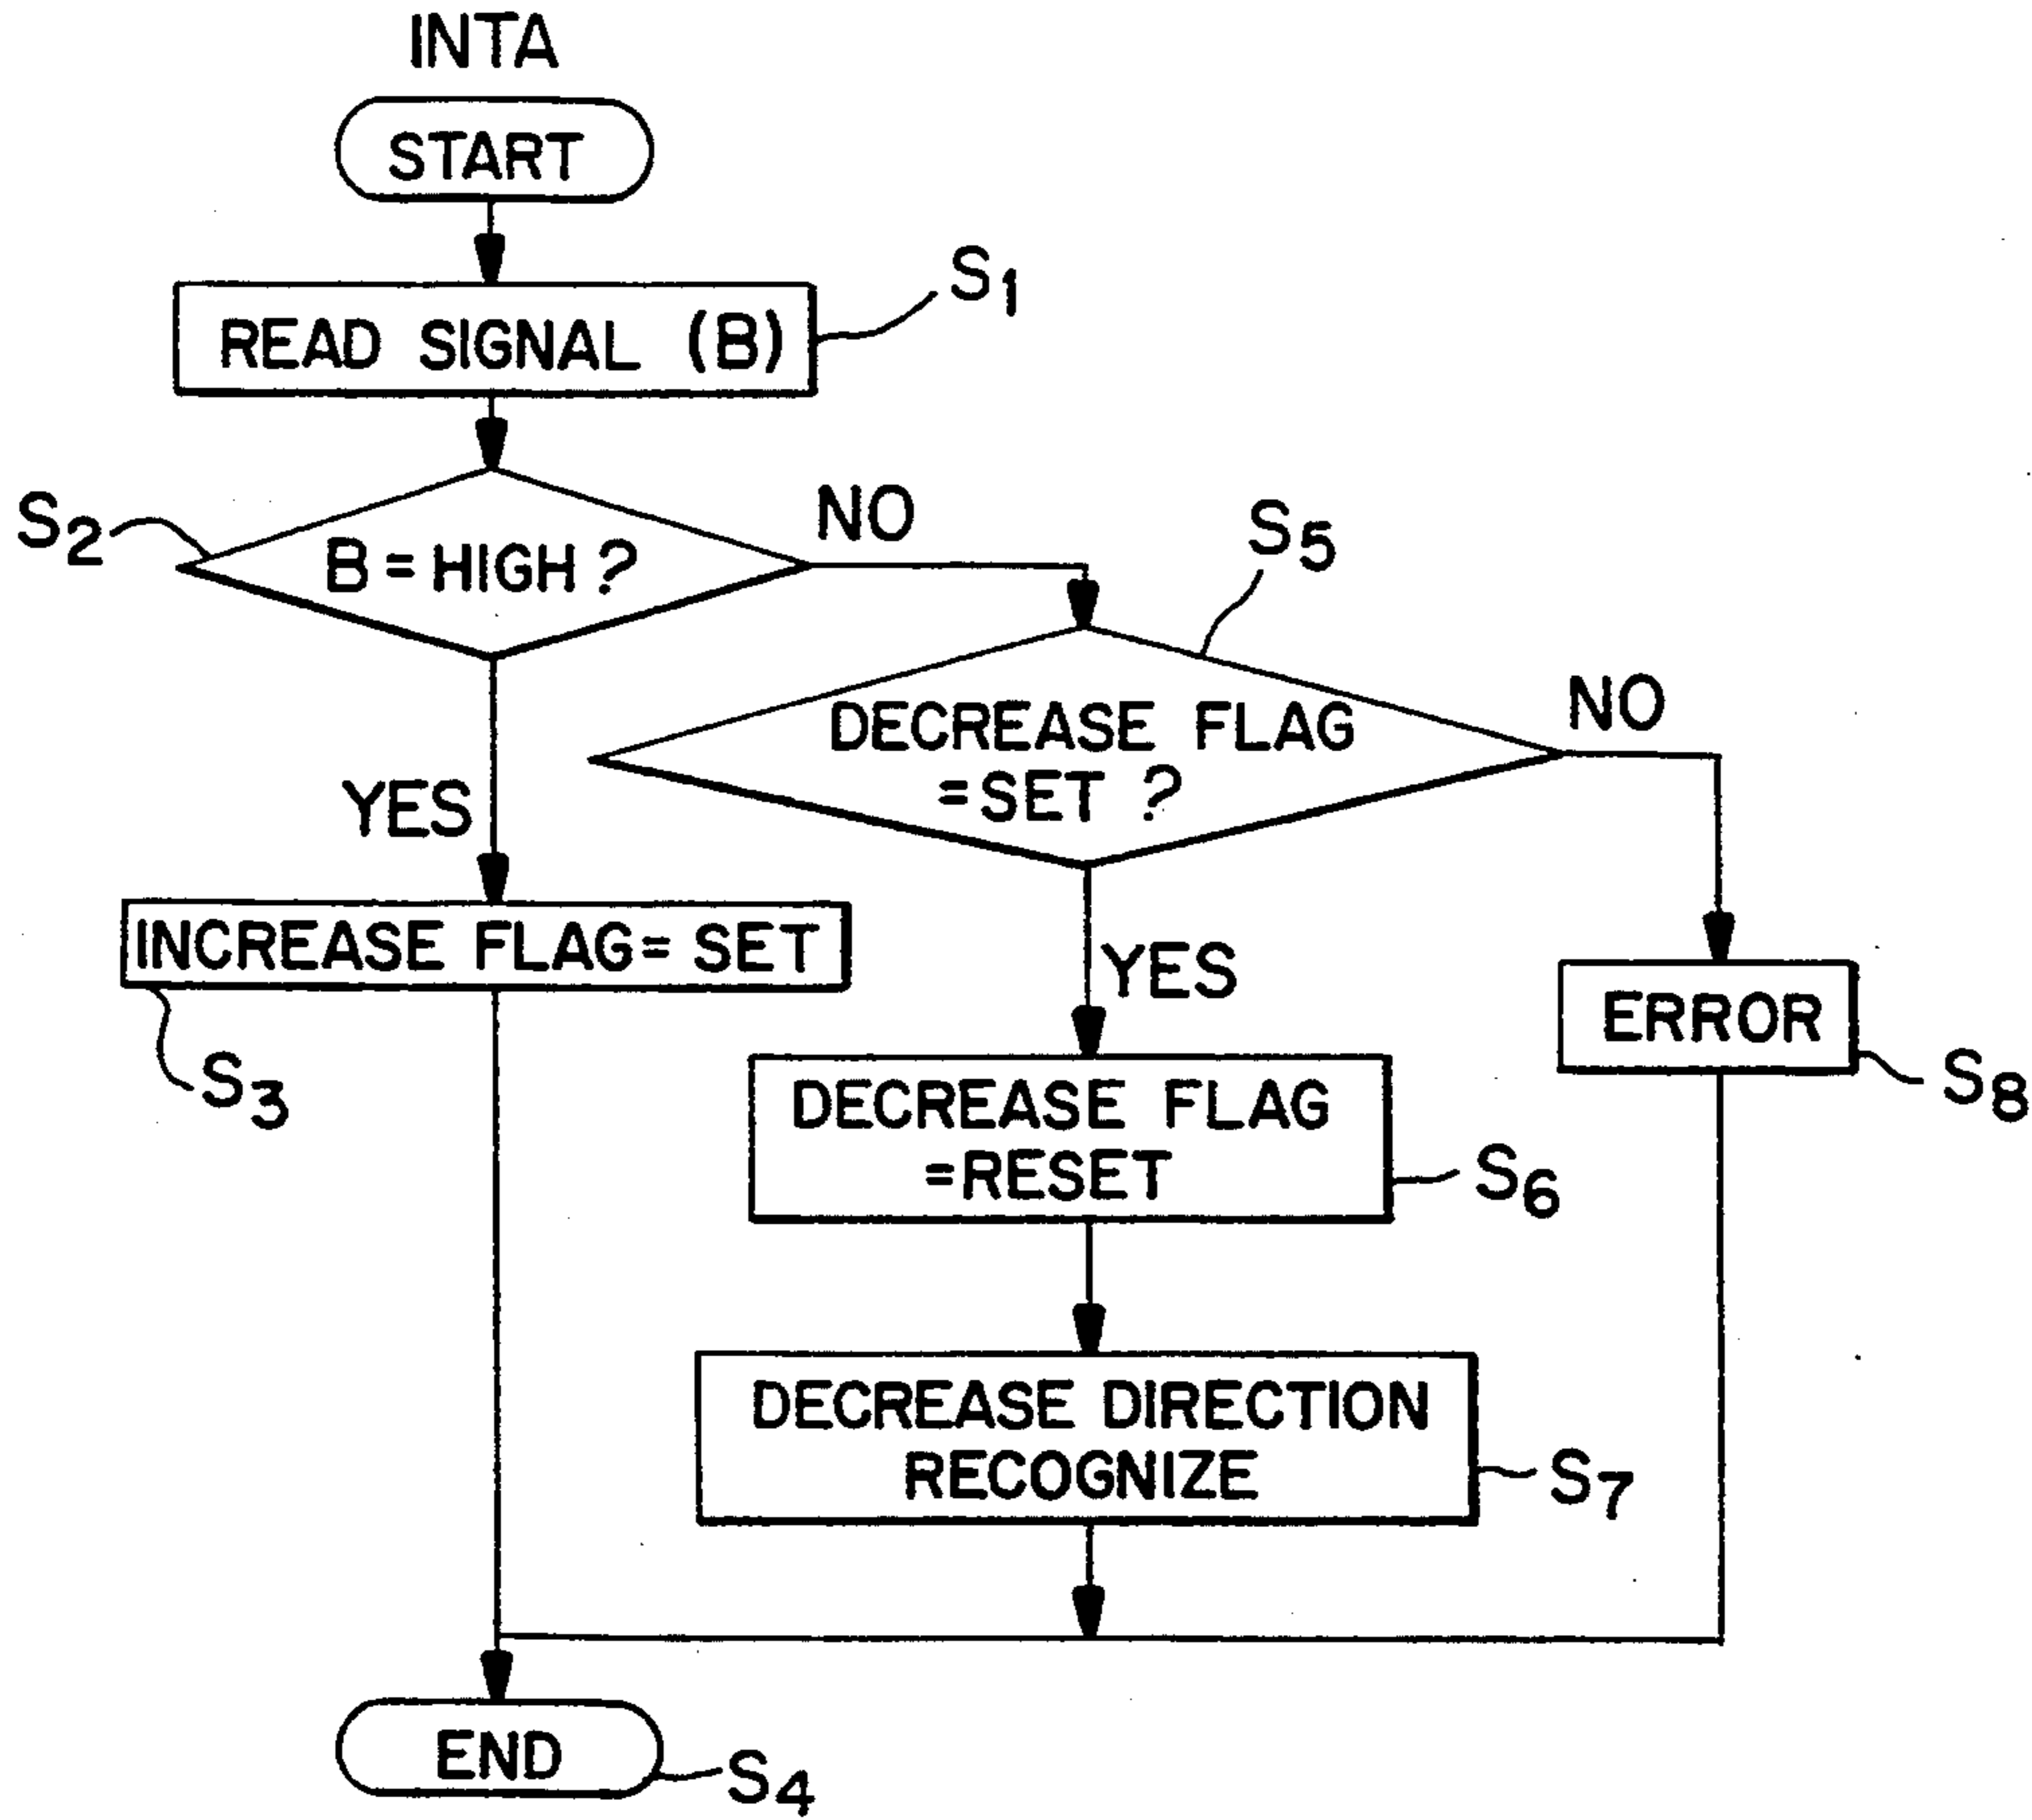 INTA
START
READ SIGNAL (B)
S1
S2
B = HIGH ?
NO
S5
DECREASE FLAG
= SET ?
NO
YES
INCREASE FLAG = SET
S3
YES
ERROR
S8
DECREASE FLAG
= RESET
S6
DECREASE DIRECTION
RECOGNIZE
S7
END
S4